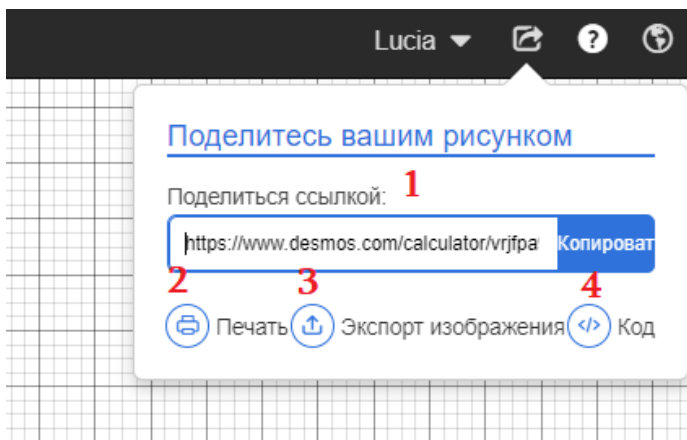 Lucia
?
Поделитесь вашим рисунком
Поделиться ссылкой: 1
https://www.desmos.com/calculator/vrjfpa Копироват
2 3 4
Печать Экспорт изображения </> Код